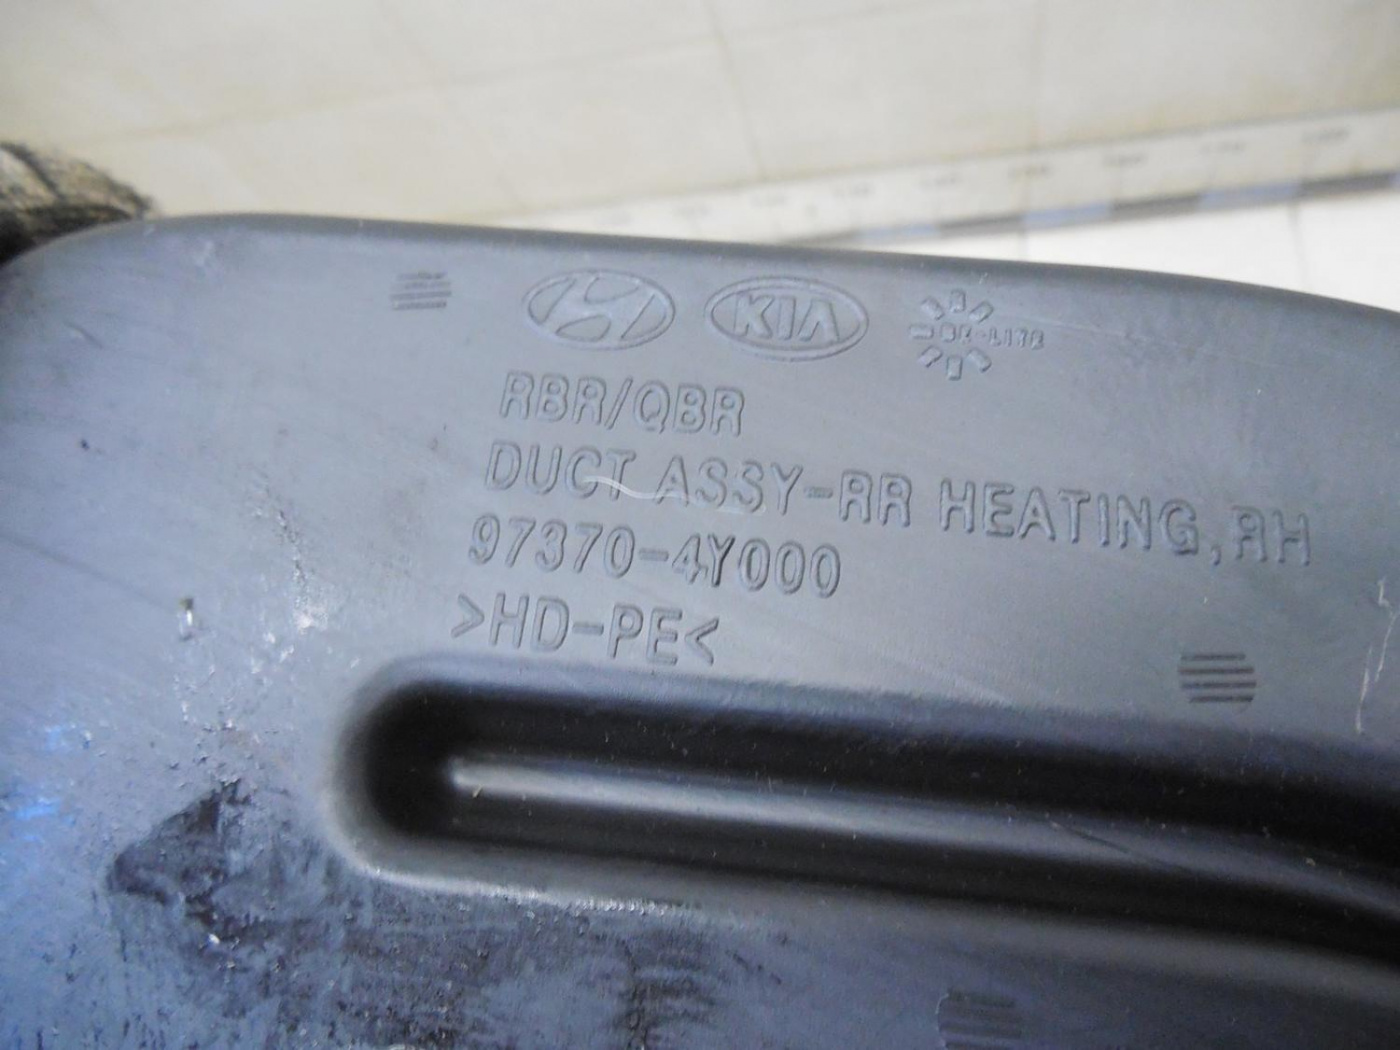 KIA
RBR/QBR
DUCT ASSY-RR HEATING,RH
97370-4Y000
>HD-PE<